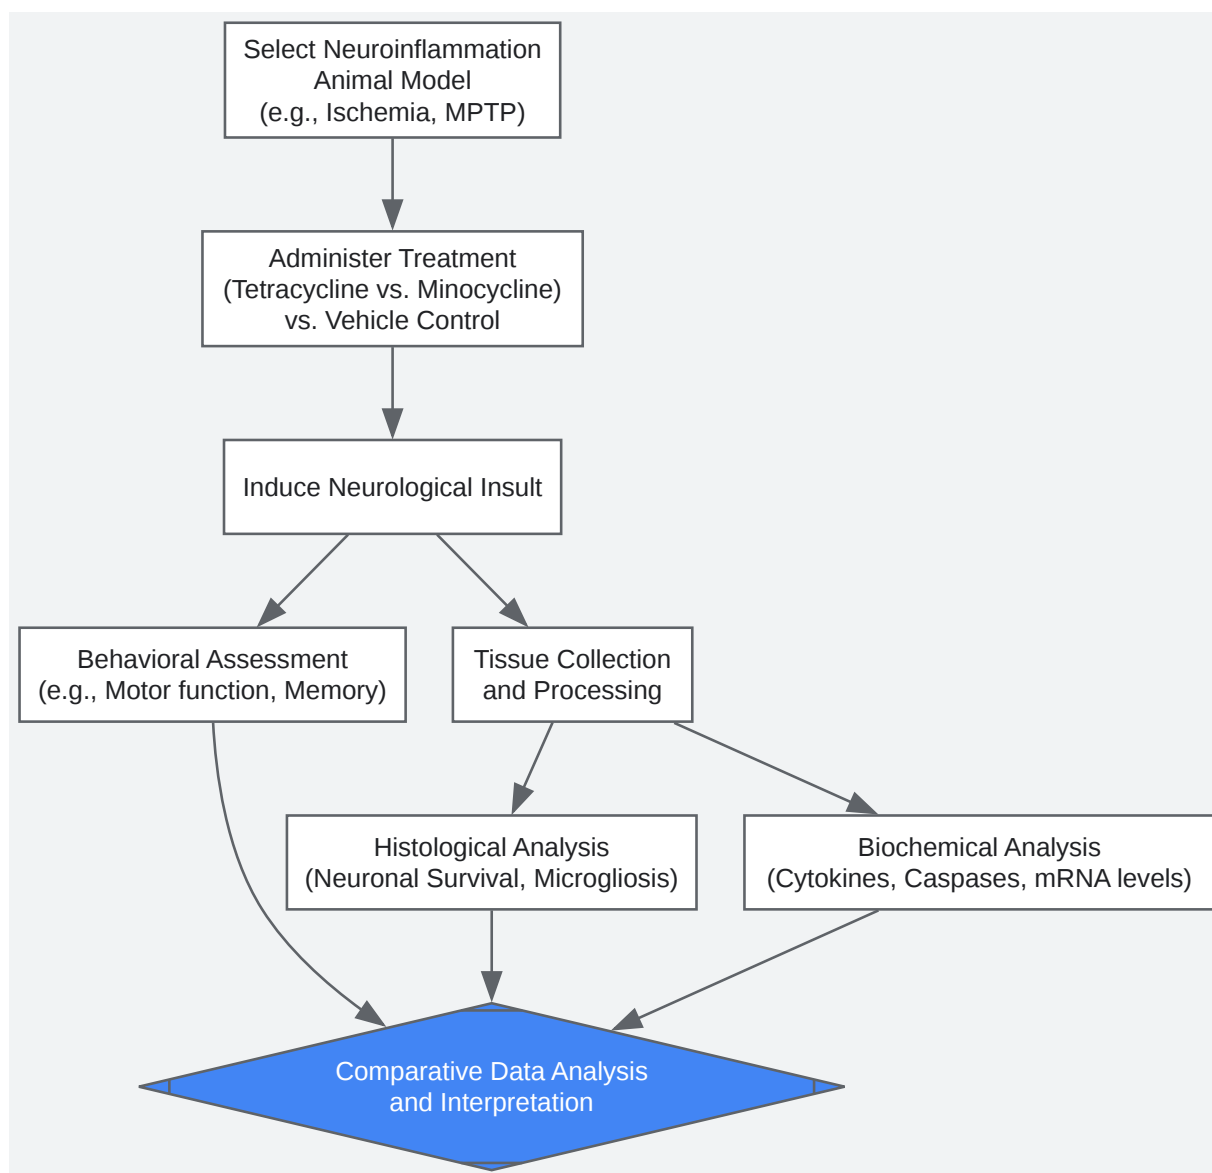 Select Neuroinflammation
Animal Model
(e.g., Ischemia, MPTP)
Administer Treatment
(Tetracycline vs. Minocycline)
vs. Vehicle Control
Induce Neurological Insult
Behavioral Assessment
(e.g., Motor function, Memory)
Tissue Collection
and Processing
Histological Analysis
(Neuronal Survival, Microgliosis)
Biochemical Analysis
(Cytokines, Caspases, mRNA levels)
Comparative Data Analysis
and Interpretation